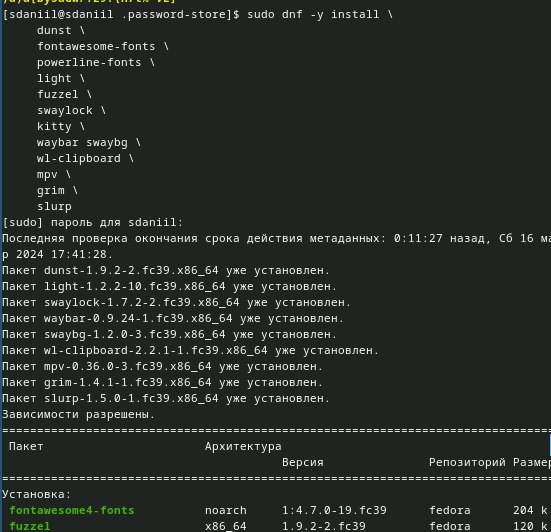 [sdaniil@sdaniil .password-store]$ sudo dnf -y install \
dunst \
fontawesome-fonts \
powerline-fonts \
light \
fuzzel \
swaylock \
kitty \
waybar swaybg \
wl-clipboard \
mpv \
grim \
slurp
[sudo] пароль для sdaniil:
Последняя проверка окончания срока действия метаданных: 0:11:27 назад, Сб 16 ма
р 2024 17:41:28.
Пакет dunst-1.9.2-2.fc39.x86_64 уже установлен.
Пакет light-1.2.2-10.fc39.x86_64 уже установлен.
Пакет swaylock-1.7.2-2.fc39.x86_64 уже установлен.
Пакет waybar-0.9.24-1.fc39.x86_64 уже установлен.
Пакет swaybg-1.2.0-3.fc39.x86_64 уже установлен.
Пакет wl-clipboard-2.2.1-1.fc39.x86_64 уже установлен.
Пакет mpv-0.36.0-3.fc39.x86_64 уже установлен.
Пакет grim-1.4.1-1.fc39.x86_64 уже установлен.
Пакет slurp-1.5.0-1.fc39.x86_64 уже установлен.
Зависимости разрешены.
================================================================================
Пакет Архитектура
Версия Репозиторий Размер
================================================================================
Установка:
fontawesome4-fonts noarch 1:4.7.0-19.fc39 fedora 204 k
fuzzel x86_64 1.9.2-2.fc39 fedora 120 k